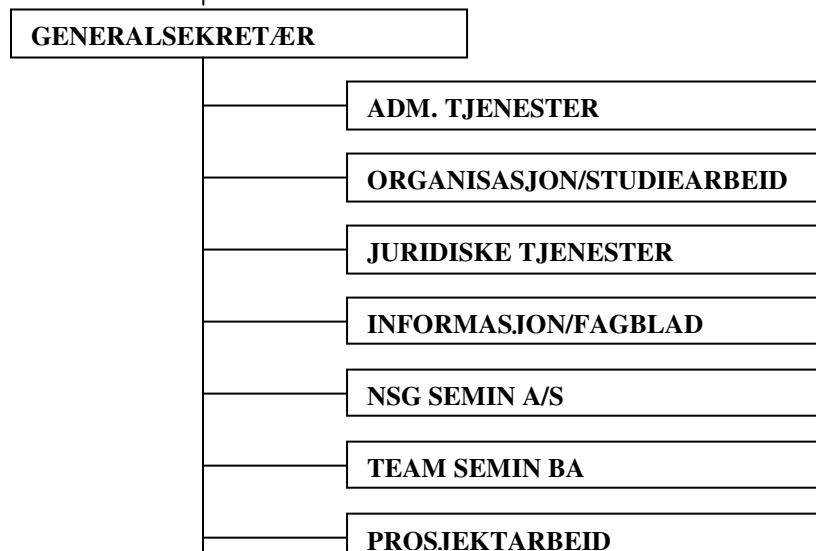 GENERALSEKRETÆR
ADM. TJENESTER
ORGANISASJON/STUDIEARBEID
JURIDISKE TJENESTER
INFORMASJON/FAGBLAD
NSG SEMIN A/S
TEAM SEMIN BA
PROSJEKTARBEID